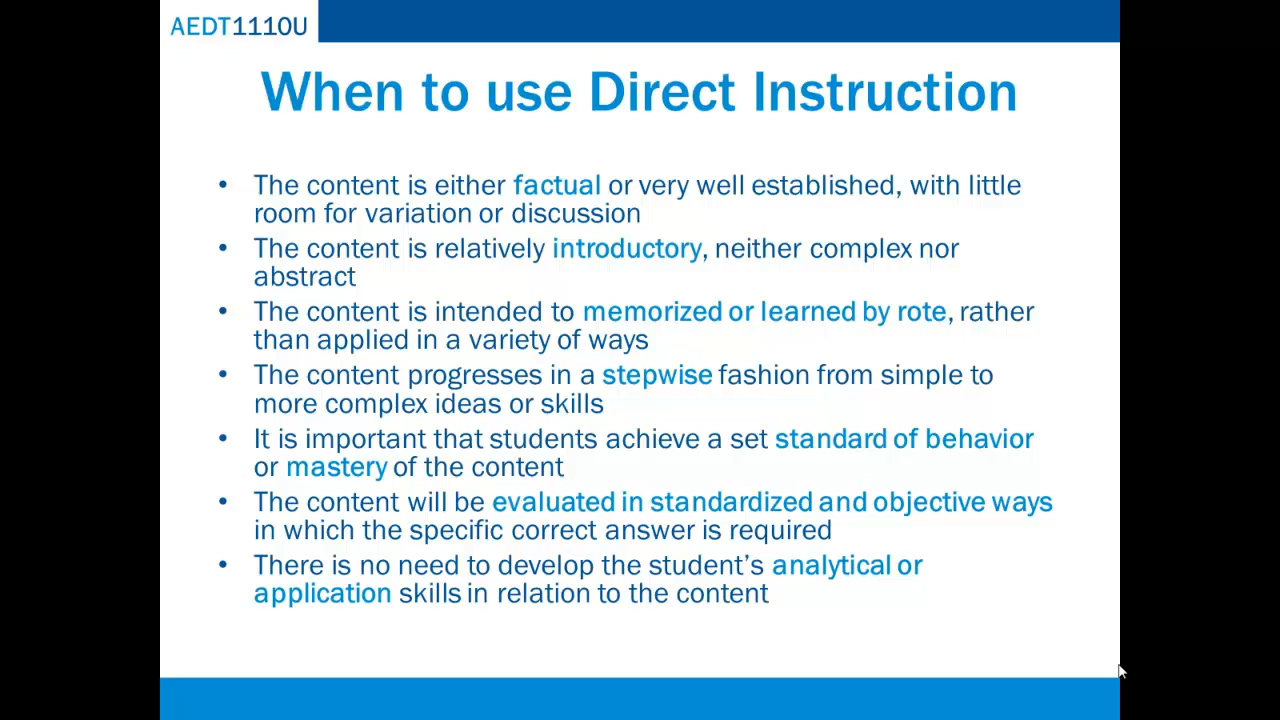 AEDT1110U
When to use Direct Instruction
• The content is either factual or very well established, with little
room for variation or discussion
• The content is relatively introductory, neither complex nor
abstract
• The content is intended to memorized or learned by rote, rather
than applied in a variety of ways
• The content progresses in a stepwise fashion from simple to
more complex ideas or skills
• It is important that students achieve a set standard of behavior
or mastery of the content
• The content will be evaluated in standardized and objective ways
in which the specific correct answer is required
• There is no need to develop the student’s analytical or
application skills in relation to the content